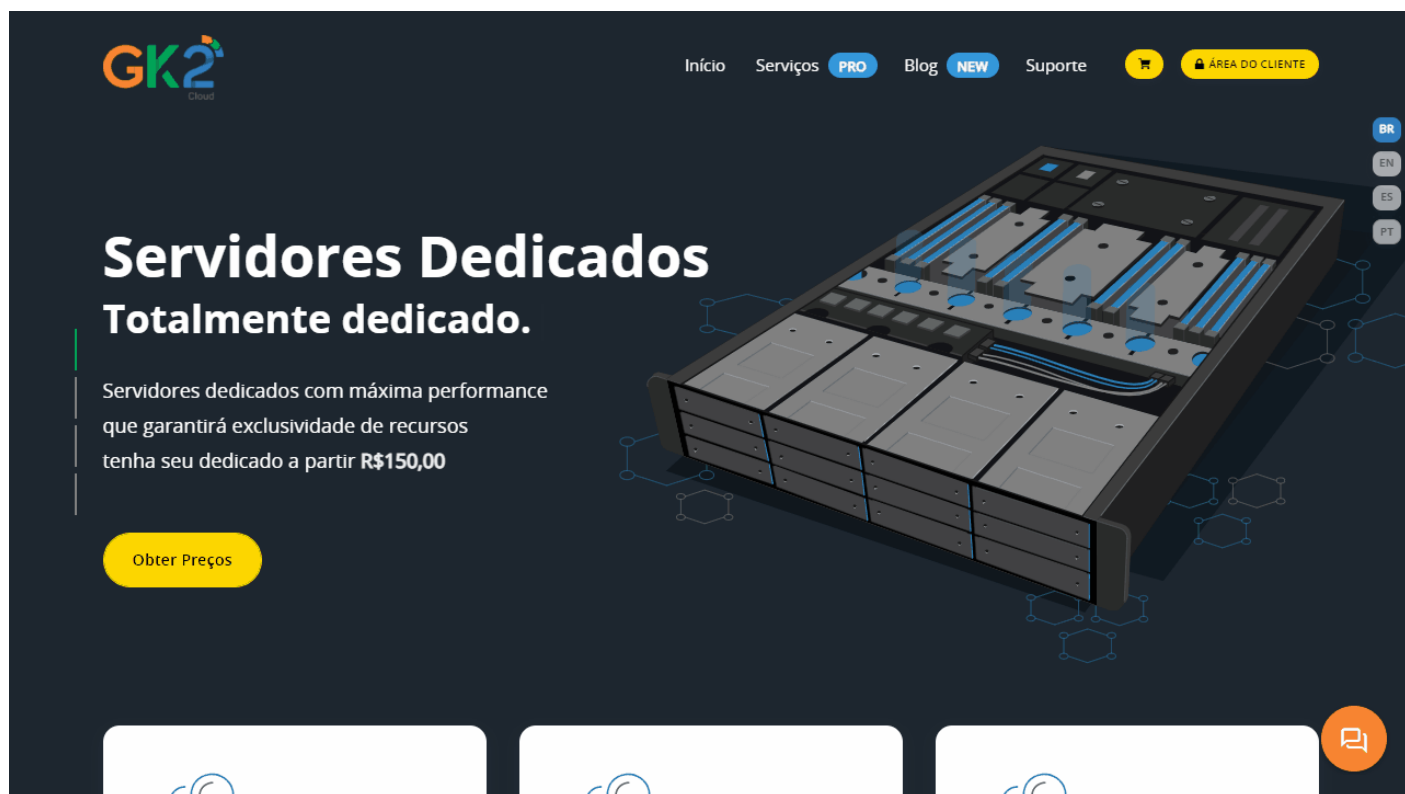 GK2
Cloud
Início Serviços PRO Blog NEW Suporte ÁREA DO CLIENTE
BR
EN
ES
PT
Servidores Dedicados
Totalmente dedicado.
Servidores dedicados com máxima performance
que garantirá exclusividade de recursos
tenha seu dedicado a partir R$150,00
Obter Preços